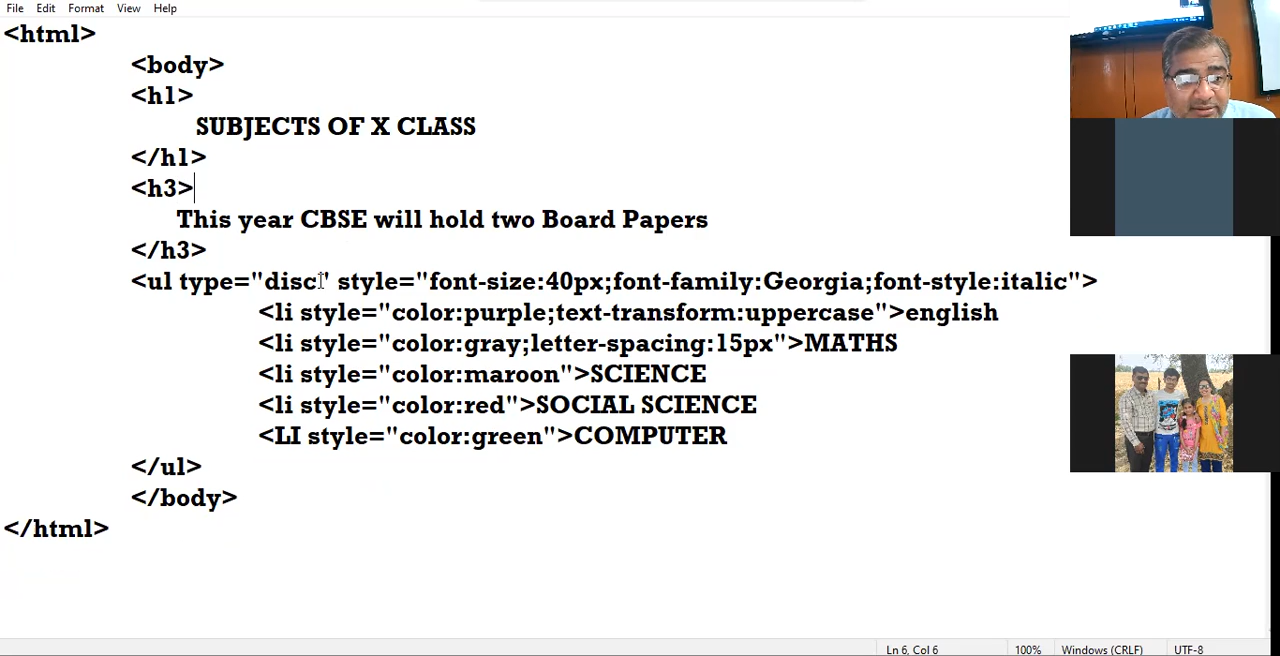 File Edit Format View Help
<html>
<body>
<h1>
SUBJECTS OF X CLASS
</h1>
<h3>
This year CBSE will hold two Board Papers
</h3>
<ul type="disc" style="font-size:40px;font-family:Georgia;font-style:italic">
<li style="color:purple;text-transform:uppercase">english
<li style="color:gray;letter-spacing:15px">MATHS
<li style="color:maroon">SCIENCE
<li style="color:red">SOCIAL SCIENCE
<LI style="color:green">COMPUTER
</ul>
</body>
</html>
Ln 6, Col 6 100% Windows (CRLF) UTF-8